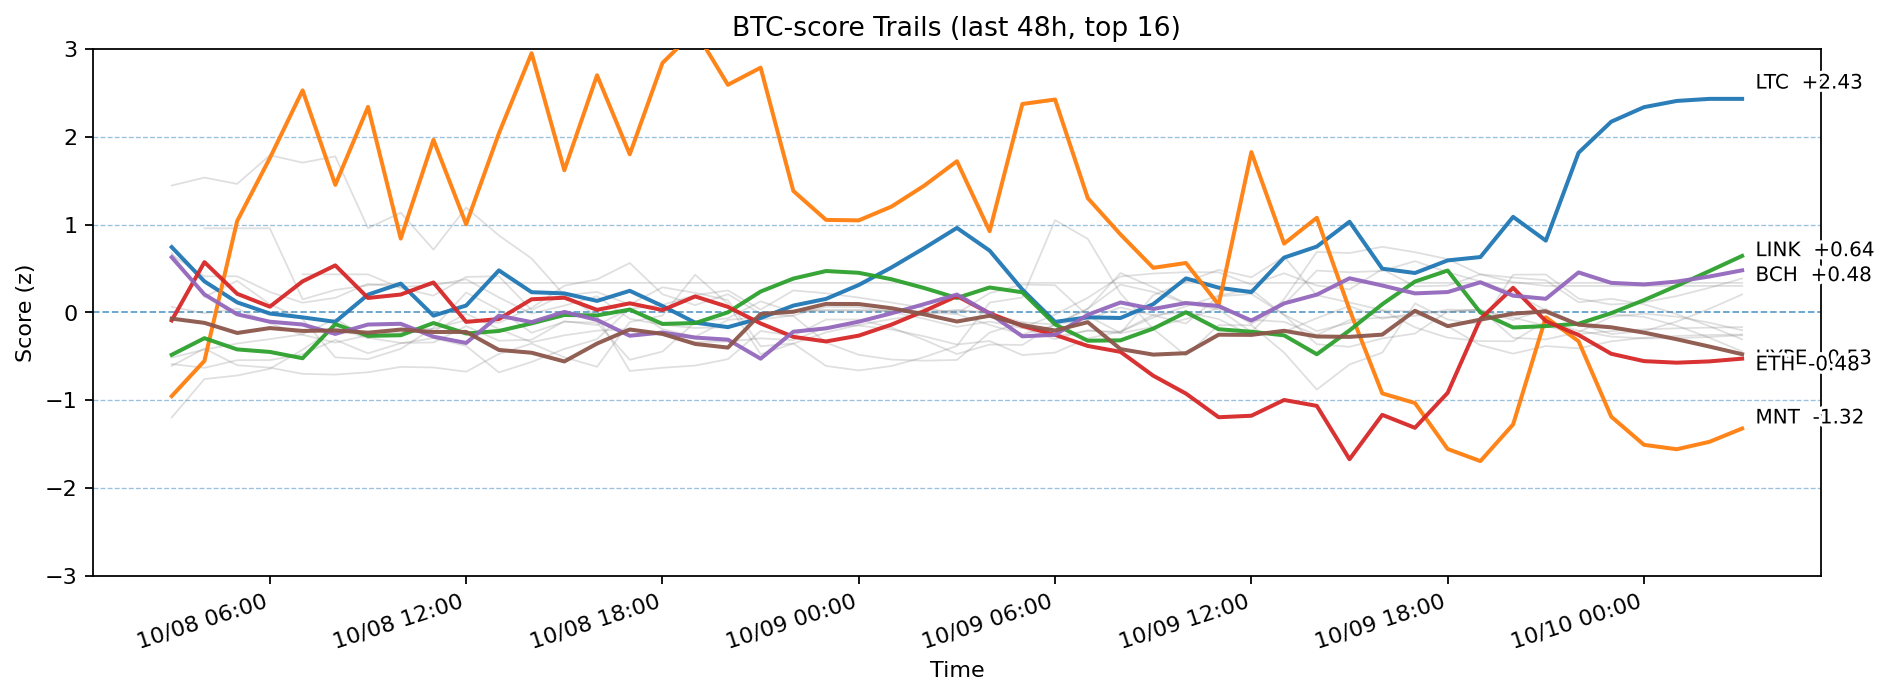 BTC-score Trails (last 48h, top 16)
3
2
1
0
−1
−2
−3
Score (z)
LTC +2.43
LINK +0.64
BCH +0.48
ETH -0.48
MNT -1.32
10/08 06:00
10/08 12:00
10/08 18:00
10/09 00:00
10/09 06:00
10/09 12:00
10/09 18:00
10/10 00:00
Time